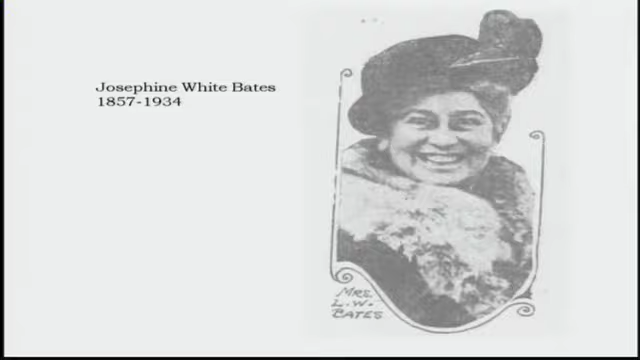 Josephine White Bates
1857-1934
MRS.
L. W.
BATES